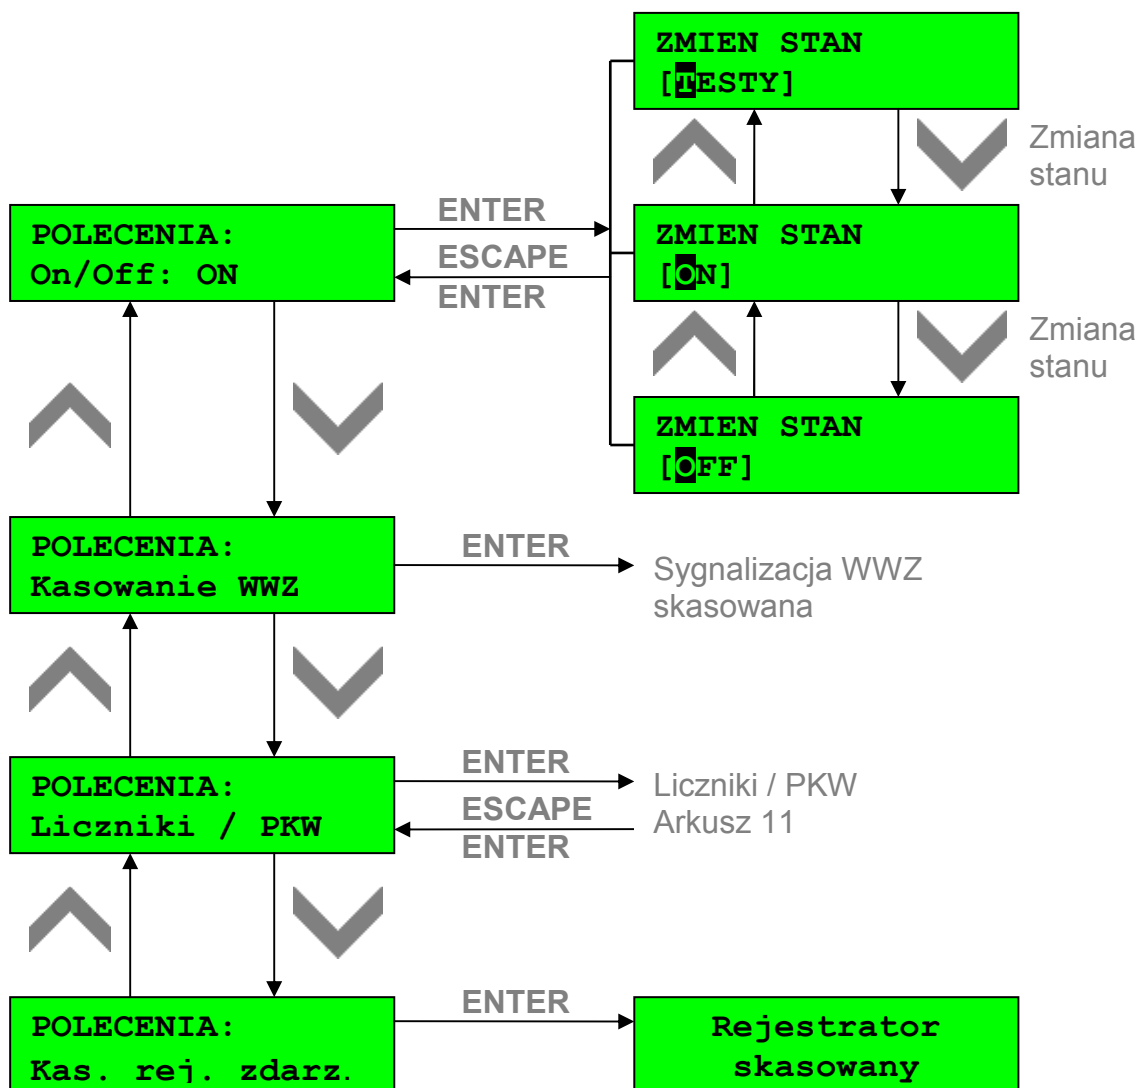 ZMIEN STAN
[TESTY]
Zmiana
stanu
POLECENIA:
On/Off: ON
ENTER
ESCAPE
ENTER
ZMIEN STAN
[ON]
Zmiana
stanu
ZMIEN STAN
[OFF]
POLECENIA:
Kasowanie WWZ
ENTER
Sygnalizacja WWZ
skasowana
POLECENIA:
Liczniki / PKW
ENTER
ESCAPE
ENTER
Liczniki / PKW
Arkusz 11
POLECENIA:
Kas. rej. zdarz.
ENTER
Rejestrator
skasowany